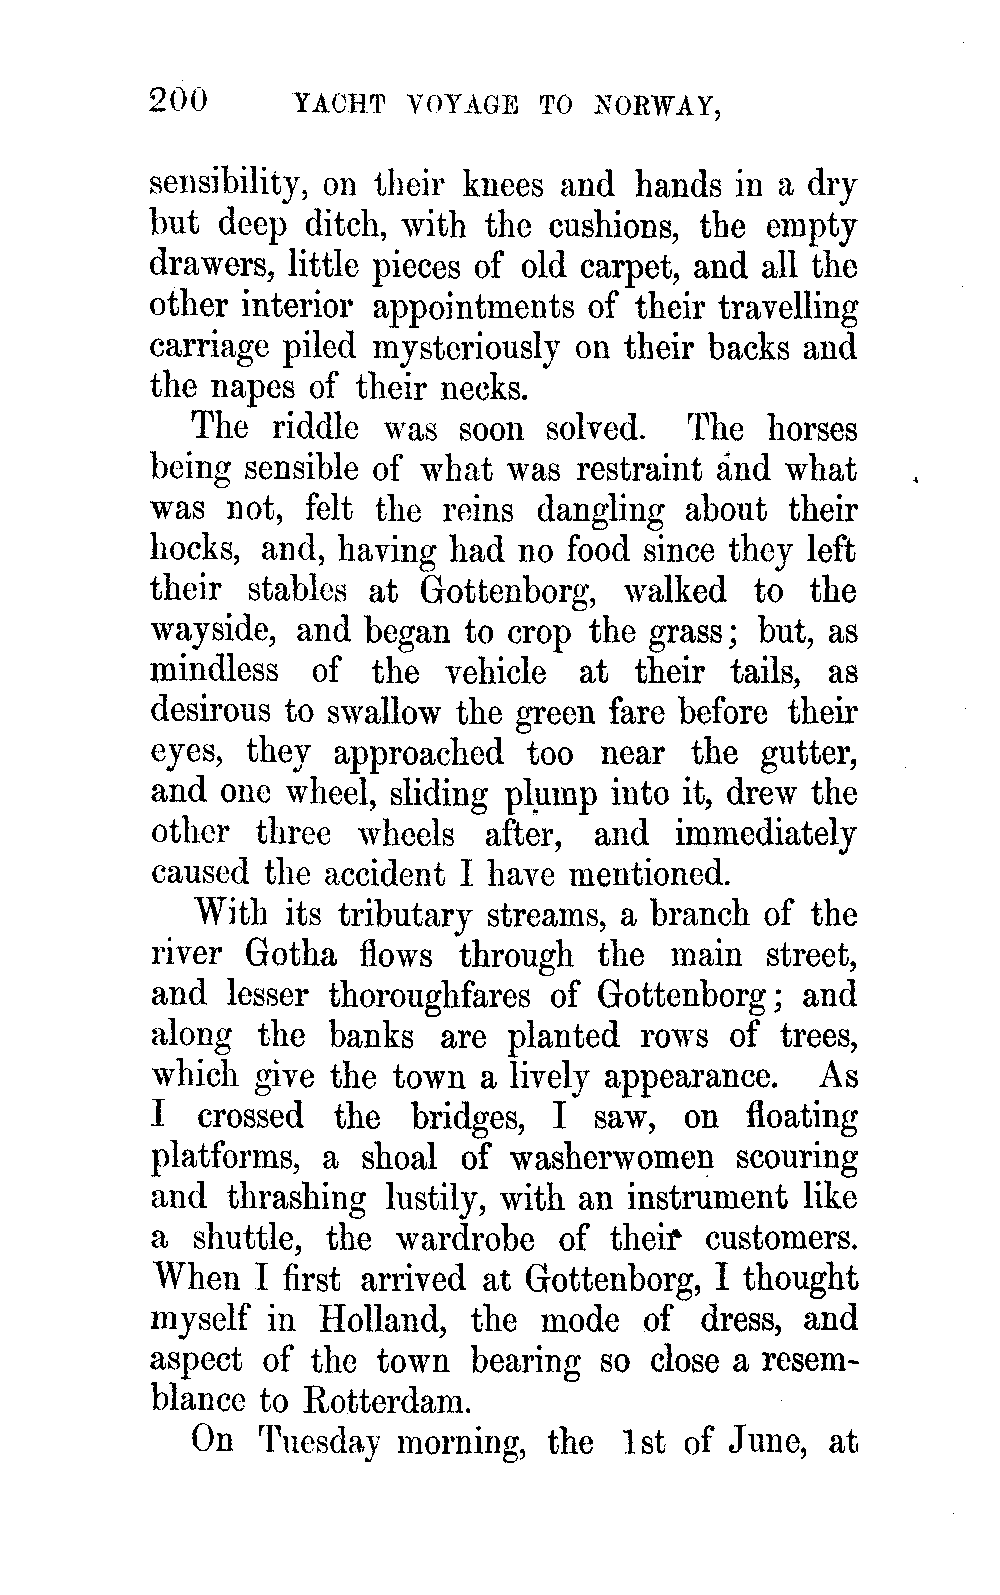 200 YACHT VOYAGE TO NORWAY,
sensibility, on their knees and hands in a dry
but deep ditch, with the cushions, the empty
drawers, little pieces of old carpet, and all the
other interior appointments of their travelling
carriage piled mysteriously on their backs and
the napes of their necks.
The riddle was soon solved. The horses
being sensible of what was restraint and what
was not, felt the reins dangling about their
hocks, and, having had no food since they left
their stables at Gottenborg, walked to the
wayside, and began to crop the grass; but, as
mindless of the vehicle at their tails, as
desirous to swallow the green fare before their
eyes, they approached too near the gutter,
and one wheel, sliding plump into it, drew the
other three wheels after, and immediately
caused the accident I have mentioned.
With its tributary streams, a branch of the
river Gotha flows through the main street,
and lesser thoroughfares of Gottenborg; and
along the banks are planted rows of trees,
which give the town a lively appearance. As
I crossed the bridges, I saw, on floating
platforms, a shoal of washerwomen scouring
and thrashing lustily, with an instrument like
a shuttle, the wardrobe of their customers.
When I first arrived at Gottenborg, I thought
myself in Holland, the mode of dress, and
aspect of the town bearing so close a resem-
blance to Rotterdam.
On Tuesday morning, the 1st of June, at